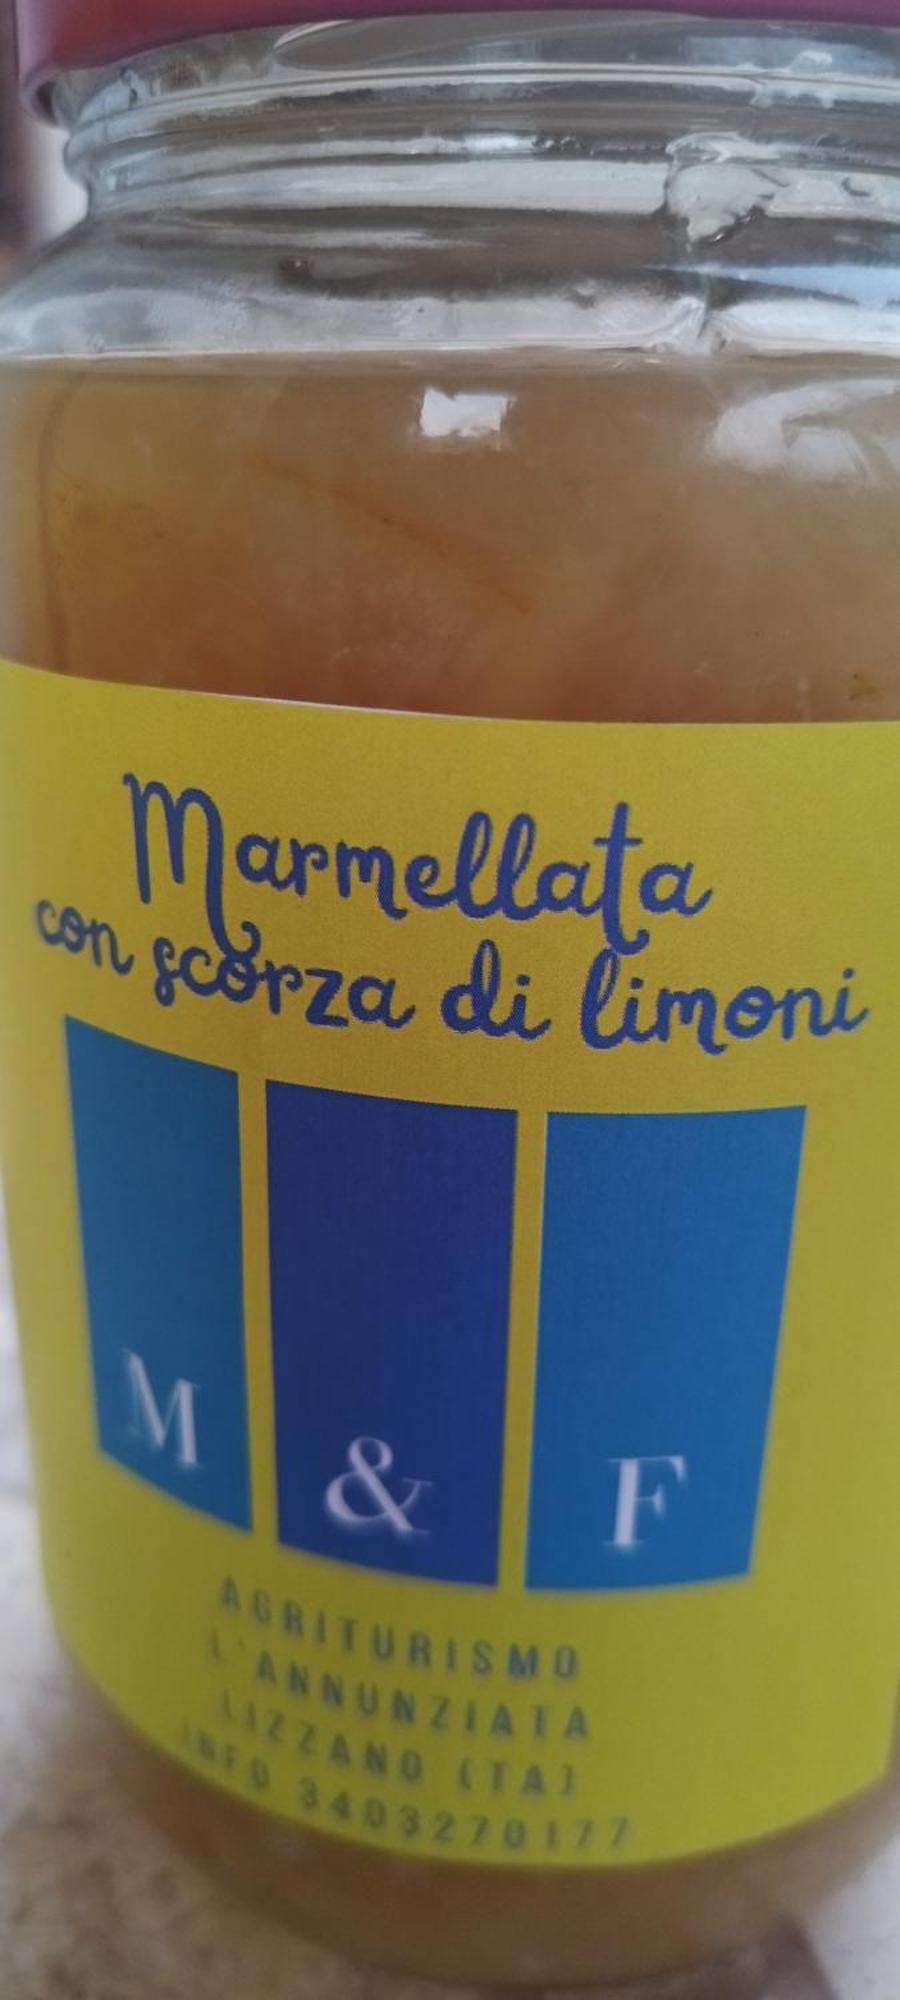 Marmellata
con scorza di limoni
M & F
AGRITURISMO
L'ANNUNZIATA
LIZZANO (TA)
INFO 3403270177